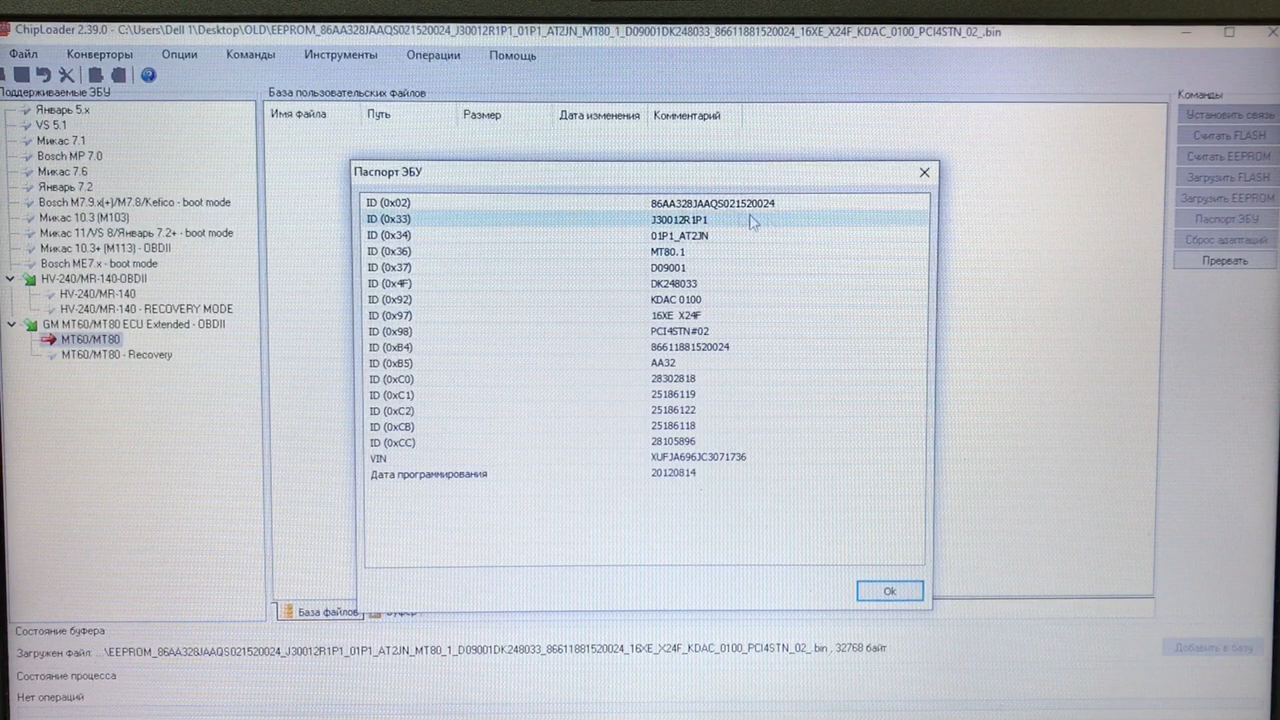 ChipLoader 2.39.0 - C:\Users\Dell 1\Desktop\OLD\EEPROM_86AA328JAAQS021520024_J30012R1P1_01P1_AT2JN_MT80_1_D09001DK248033_86611881520024_16XE_X24F_KDAC_0100_PCI4STN_02_.bin
Файл Конверторы Опции Команды Инструменты Операции Помощь
Поддерживаемые ЭБУ
Январь 5.x
VS 5.1
Микас 7.1
Bosch MP 7.0
Микас 7.6
Январь 7.2
Bosch M7.9.x(+)/M7.8/Kefico - boot mode
Микас 10.3 (M103)
Микас 11/VS 8/Январь 7.2+ - boot mode
Микас 10.3+ (M113) - OBDII
Bosch ME7.x - boot mode
HV-240/MR-140-OBDII
HV-240/MR-140
HV-240/MR-140 - RECOVERY MODE
GM MT60/MT80 ECU Extended - OBDII
MT60/MT80
MT60/MT80 - Recovery
База пользовательских файлов
Имя файла Путь Размер Дата изменения Комментарий
Паспорт ЭБУ
ID (0x02) 86AA328JAAQS021520024
ID (0x33) J30012R1P1
ID (0x34) 01P1_AT2JN
ID (0x36) MT80.1
ID (0x37) D09001
ID (0x4F) DK248033
ID (0x92) KDAC 0100
ID (0x97) 16XE X24F
ID (0x98) PCI4STN#02
ID (0xB4) 86611881520024
ID (0xB5) AA32
ID (0xC0) 28302818
ID (0xC1) 25186119
ID (0xC2) 25186122
ID (0xCB) 25186118
ID (0xCC) 28105896
VIN XUFJA696JC3071736
Дата программирования 20120814
Ok
Команды
Установить связь
Считать FLASH
Считать EEPROM
Загрузить FLASH
Загрузить EEPROM
Паспорт ЭБУ
Сброс адаптаций
Прервать
База файлов
Состояние буфера
Загружен файл: ...\EEPROM_86AA328JAAQS021520024_J30012R1P1_01P1_AT2JN_MT80_1_D09001DK248033_86611881520024_16XE_X24F_KDAC_0100_PCI4STN_02_.bin , 32768 байт
Добавить в базу
Состояние процесса
Нет операций